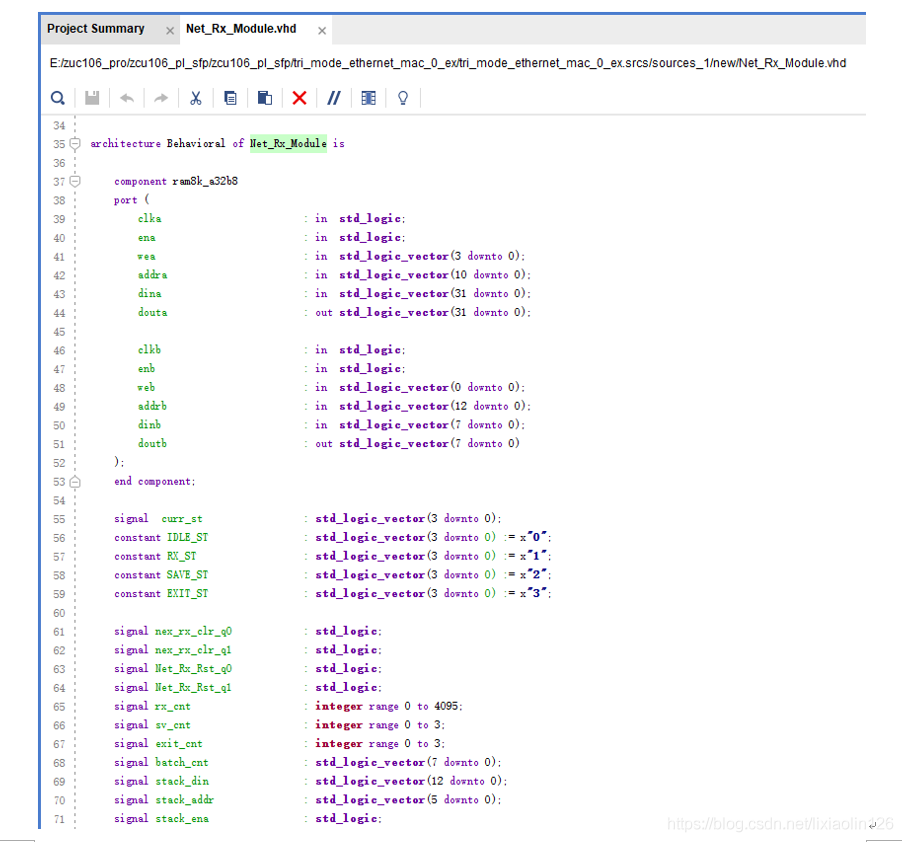 Project Summary × Net_Rx_Module.vhd ×
E:/zuc106_pro/zcu106_pl_sfp/zcu106_pl_sfp/tri_mode_ethernet_mac_0_ex/tri_mode_ethernet_mac_0_ex.srcs/sources_1/new/Net_Rx_Module.vhd
34
35 architecture Behavioral of Net_Rx_Module is
36
37 component ram8k_a32b8
38 port (
39 clka : in std_logic;
40 ena : in std_logic;
41 wea : in std_logic_vector(3 downto 0);
42 addra : in std_logic_vector(10 downto 0);
43 dina : in std_logic_vector(31 downto 0);
44 douta : out std_logic_vector(31 downto 0);
45
46 clkb : in std_logic;
47 enb : in std_logic;
48 web : in std_logic_vector(0 downto 0);
49 addrb : in std_logic_vector(12 downto 0);
50 dinb : in std_logic_vector(7 downto 0);
51 doutb : out std_logic_vector(7 downto 0)
52 );
53 end component;
54
55 signal curr_st : std_logic_vector(3 downto 0);
56 constant IDLE_ST : std_logic_vector(3 downto 0) := x"0";
57 constant RX_ST : std_logic_vector(3 downto 0) := x"1";
58 constant SAVE_ST : std_logic_vector(3 downto 0) := x"2";
59 constant EXIT_ST : std_logic_vector(3 downto 0) := x"3";
60
61 signal nex_rx_clr_q0 : std_logic;
62 signal nex_rx_clr_q1 : std_logic;
63 signal Net_Rx_Rst_q0 : std_logic;
64 signal Net_Rx_Rst_q1 : std_logic;
65 signal rx_cnt : integer range 0 to 4095;
66 signal sv_cnt : integer range 0 to 3;
67 signal exit_cnt : integer range 0 to 3;
68 signal batch_cnt : std_logic_vector(7 downto 0);
69 signal stack_din : std_logic_vector(12 downto 0);
70 signal stack_addr : std_logic_vector(5 downto 0);
71 signal stack_ena : std_logic;
https://blog.csdn.net/lixiaolin126